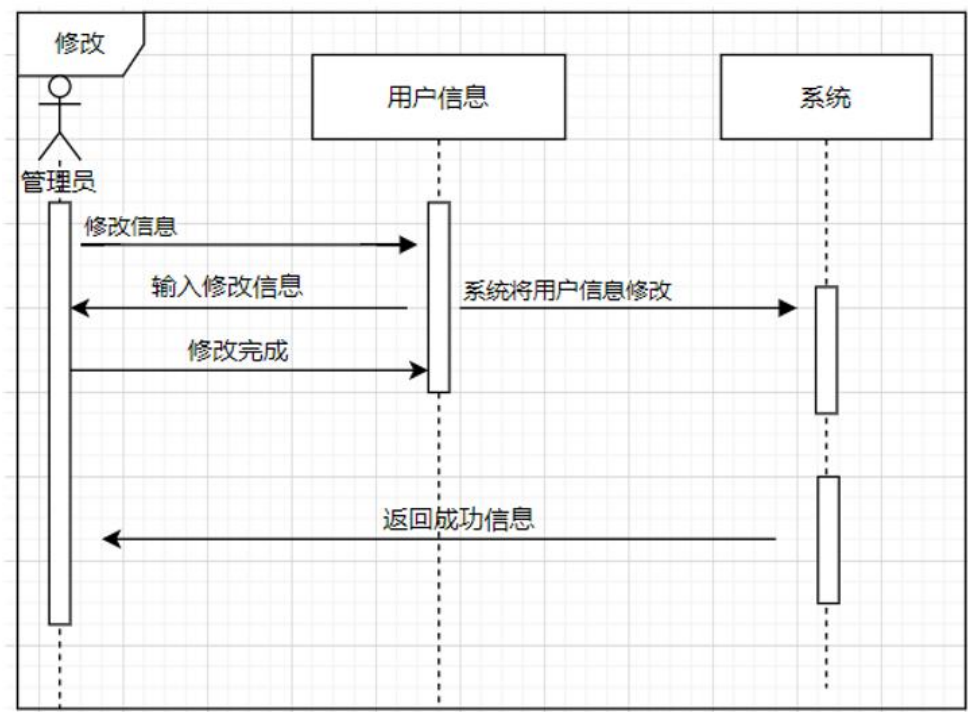 修改
用户信息
系统
管理员
修改信息
输入修改信息
系统将用户信息修改
修改完成
返回成功信息